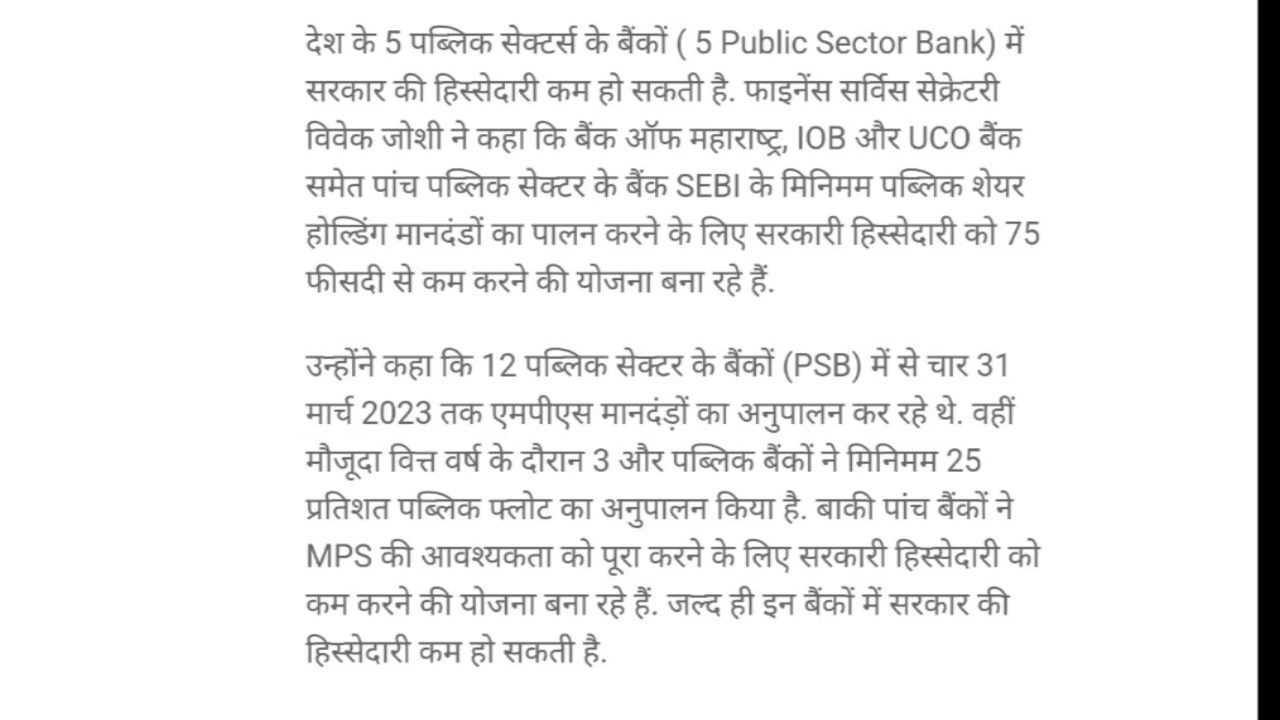 देश के 5 पब्लिक सेक्टर्स के बैंकों ( 5 Public Sector Bank) में
सरकार की हिस्सेदारी कम हो सकती है. फाइनेंस सर्विस सेक्रेटरी
विवेक जोशी ने कहा कि बैंक ऑफ महाराष्ट्र, IOB और UCO बैंक
समेत पांच पब्लिक सेक्टर के बैंक SEBI के मिनिमम पब्लिक शेयर
होल्डिंग मानदंडों का पालन करने के लिए सरकारी हिस्सेदारी को 75
फीसदी से कम करने की योजना बना रहे हैं.
उन्होंने कहा कि 12 पब्लिक सेक्टर के बैंकों (PSB) में से चार 31
मार्च 2023 तक एमपीएस मानदंड़ों का अनुपालन कर रहे थे. वहीं
मौजूदा वित्त वर्ष के दौरान 3 और पब्लिक बैंकों ने मिनिमम 25
प्रतिशत पब्लिक फ्लोट का अनुपालन किया है. बाकी पांच बैंकों ने
MPS की आवश्यकता को पूरा करने के लिए सरकारी हिस्सेदारी को
कम करने की योजना बना रहे हैं. जल्द ही इन बैंकों में सरकार की
हिस्सेदारी कम हो सकती है.